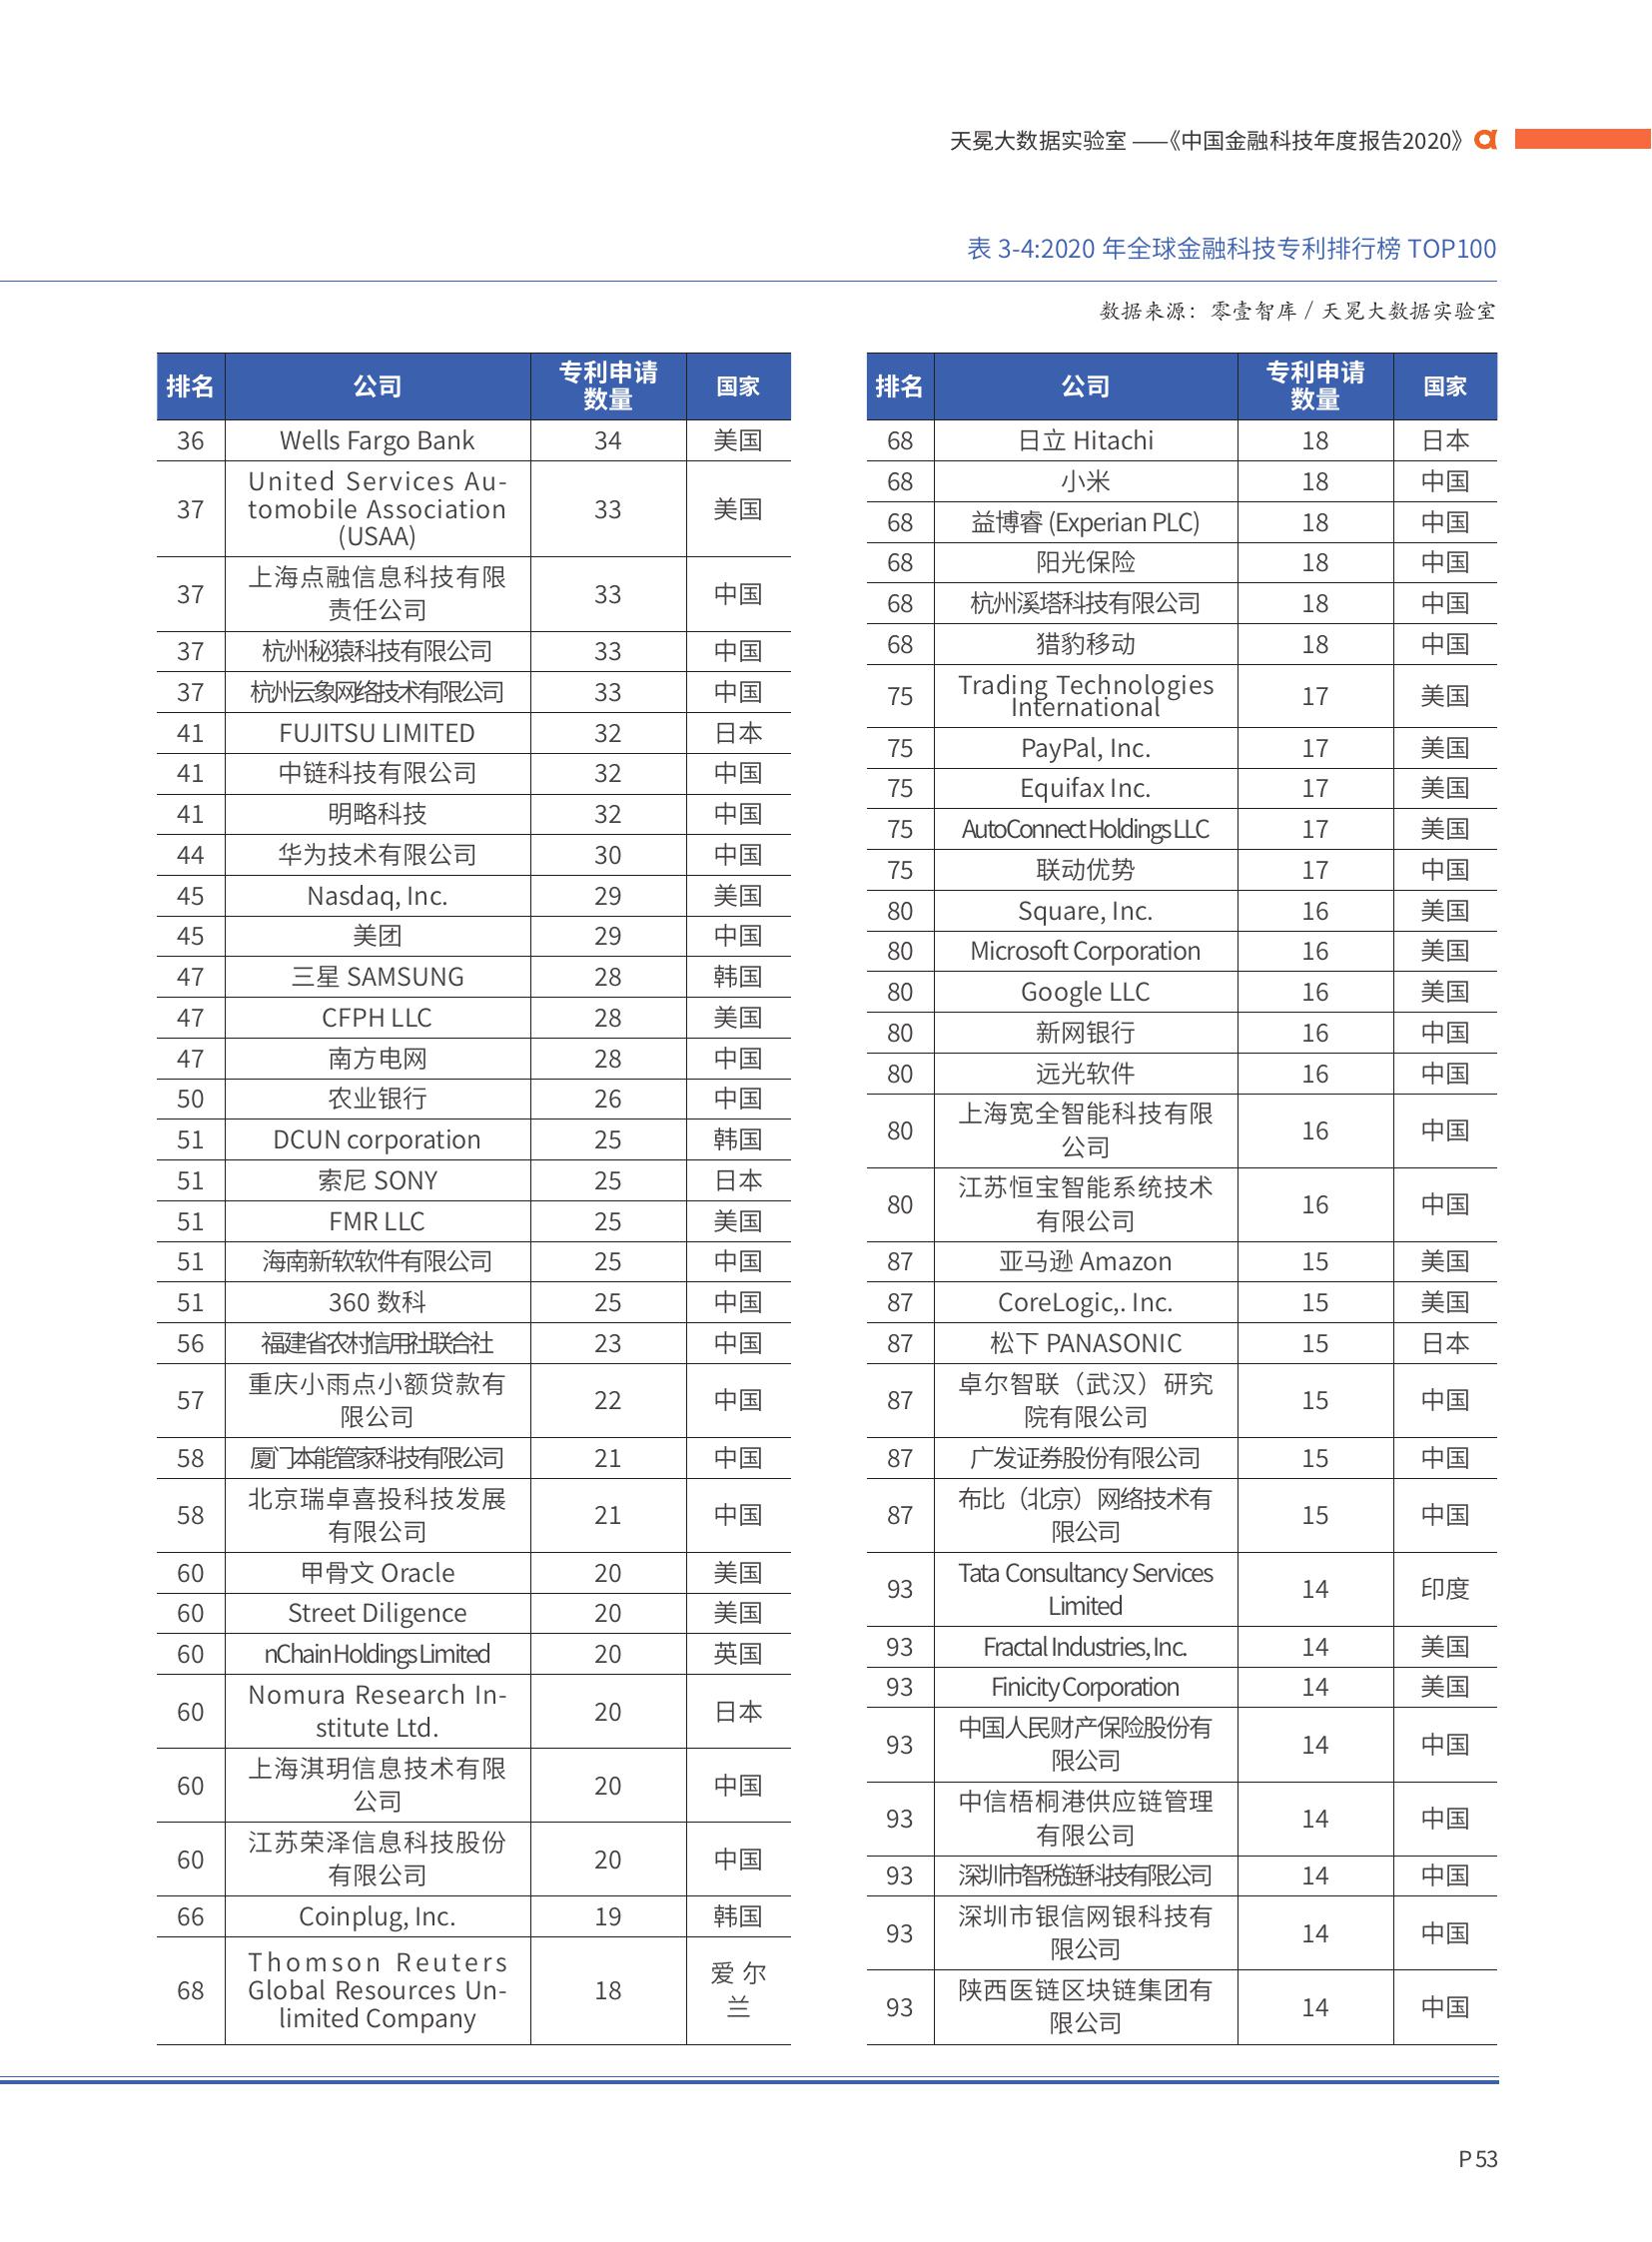 天冕大数据实验室 ——《中国金融科技年度报告2020》
表 3-4:2020 年全球金融科技专利排行榜 TOP100
数据来源：零壹智库 / 天冕大数据实验室
排名 公司 专利申请数量 国家
36 Wells Fargo Bank 34 美国
37 United Services Au-
tomobile Association
(USAA) 33 美国
37 上海点融信息科技有限
责任公司 33 中国
37 杭州秘猿科技有限公司 33 中国
37 杭州云象网络技术有限公司 33 中国
41 FUJITSU LIMITED 32 日本
41 中链科技有限公司 32 中国
41 明略科技 32 中国
44 华为技术有限公司 30 中国
45 Nasdaq, Inc. 29 美国
45 美团 29 中国
47 三星 SAMSUNG 28 韩国
47 CFPH LLC 28 美国
47 南方电网 28 中国
50 农业银行 26 中国
51 DCUN corporation 25 韩国
51 索尼 SONY 25 日本
51 FMR LLC 25 美国
51 海南新软软件有限公司 25 中国
51 360 数科 25 中国
56 福建省农村信用社联合社 23 中国
57 重庆小雨点小额贷款有
限公司 22 中国
58 厦门本能管家科技有限公司 21 中国
58 北京瑞卓喜投科技发展
有限公司 21 中国
60 甲骨文 Oracle 20 美国
60 Street Diligence 20 美国
60 nChain Holdings Limited 20 英国
60 Nomura Research In-
stitute Ltd. 20 日本
60 上海淇玥信息技术有限
公司 20 中国
60 江苏荣泽信息科技股份
有限公司 20 中国
66 Coinplug, Inc. 19 韩国
68 Thomson Reuters
Global Resources Un-
limited Company 18 爱尔兰
排名 公司 专利申请数量 国家
68 日立 Hitachi 18 日本
68 小米 18 中国
68 益博睿 (Experian PLC) 18 中国
68 阳光保险 18 中国
68 杭州溪塔科技有限公司 18 中国
68 猎豹移动 18 中国
75 Trading Technologies
International 17 美国
75 PayPal, Inc. 17 美国
75 Equifax Inc. 17 美国
75 AutoConnect Holdings LLC 17 美国
75 联动优势 17 中国
80 Square, Inc. 16 美国
80 Microsoft Corporation 16 美国
80 Google LLC 16 美国
80 新网银行 16 中国
80 远光软件 16 中国
80 上海宽全智能科技有限
公司 16 中国
80 江苏恒宝智能系统技术
有限公司 16 中国
87 亚马逊 Amazon 15 美国
87 CoreLogic,. Inc. 15 美国
87 松下 PANASONIC 15 日本
87 卓尔智联（武汉）研究
院有限公司 15 中国
87 广发证券股份有限公司 15 中国
87 布比（北京）网络技术有
限公司 15 中国
93 Tata Consultancy Services
Limited 14 印度
93 Fractal Industries, Inc. 14 美国
93 Finicity Corporation 14 美国
93 中国人民财产保险股份有
限公司 14 中国
93 中信梧桐港供应链管理
有限公司 14 中国
93 深圳市智税链科技有限公司 14 中国
93 深圳市银信网银科技有
限公司 14 中国
93 陕西医链区块链集团有
限公司 14 中国
P 53